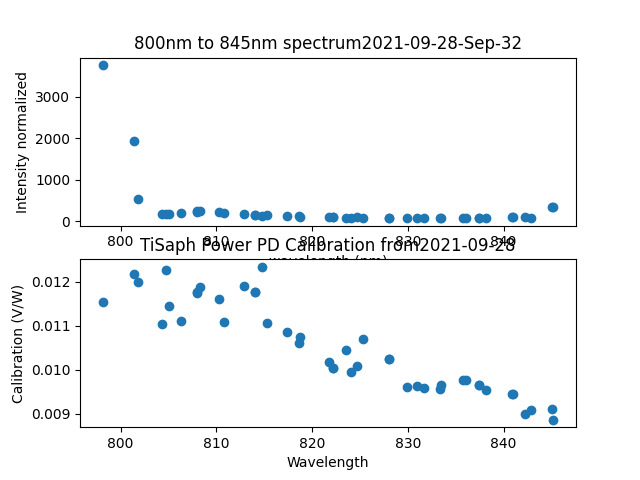 800nm to 845nm spectrum2021-09-28-Sep-32
Intensity normalized
3000
2000
1000
0
800 810 820 830 840
wavelength (nm)
TiSaph Power PD Calibration from2021-09-28
Calibration (V/W)
0.012
0.011
0.010
0.009
800 810 820 830 840
Wavelength